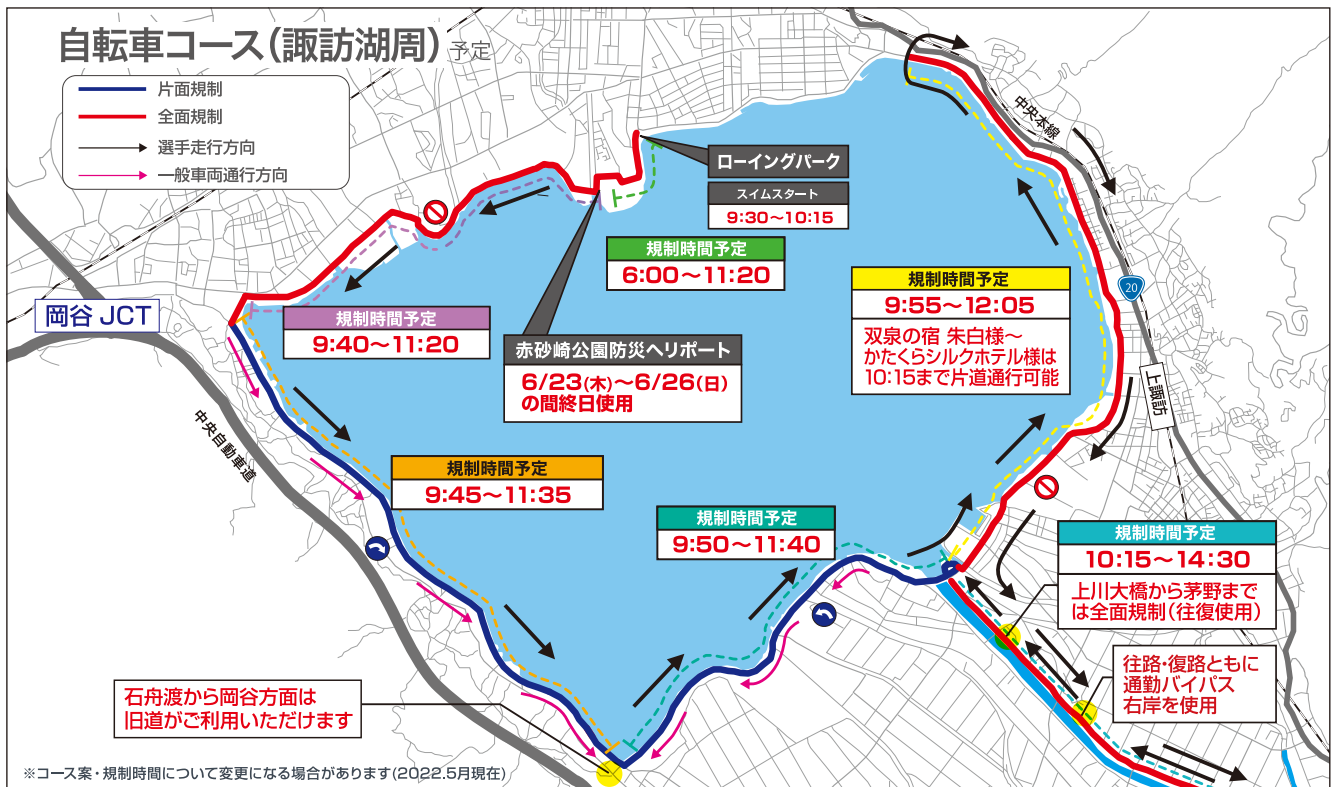 自転車コース(諏訪湖周) 予定
片面規制
全面規制
選手走行方向
一般車両通行方向
中央本線
ローイングパーク
スイムスタート
9:30～10:15
規制時間予定
6:00～11:20
規制時間予定
9:55～12:05
双泉の宿 朱白様～
かたくらシルクホテル様は
10:15まで片道通行可能
20
岡谷 JCT
規制時間予定
9:40～11:20
赤砂崎公園防災ヘリポート
6/23(木)～6/26(日)
の間終日使用
上諏訪
中央自動車道
規制時間予定
9:45～11:35
規制時間予定
9:50～11:40
規制時間予定
10:15～14:30
上川大橋から茅野まで
は全面規制(往復使用)
往路・復路ともに
通勤バイパス
右岸を使用
石舟渡から岡谷方面は
旧道がご利用いただけます
※コース案・規制時間について変更になる場合があります(2022.5月現在)